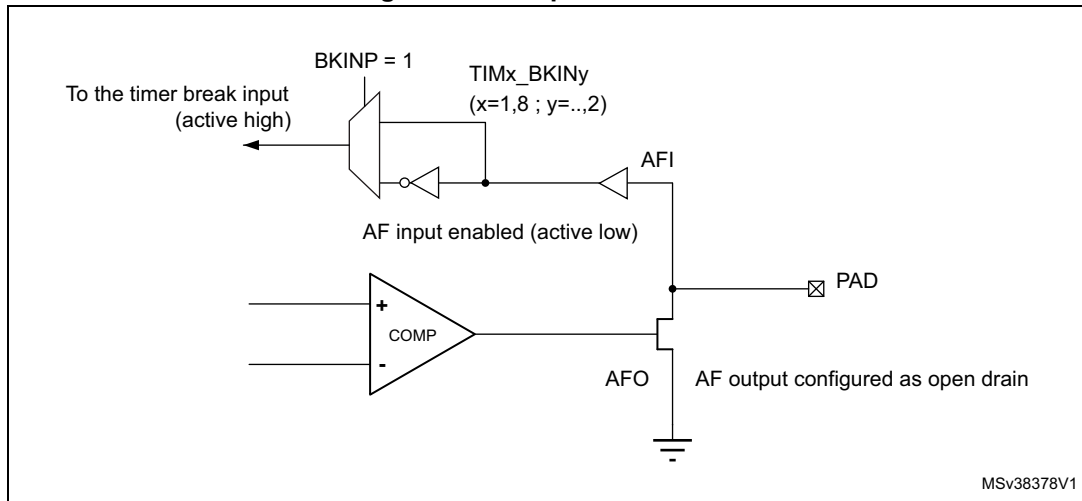 BKINP = 1
TIMx_BKINy
To the timer break input
(x=1,8 ; y=..,2)
(active high)
AFI
AF input enabled (active low)
PAD
+
COMP
-
AFO
AF output configured as open drain
MSv38378V1